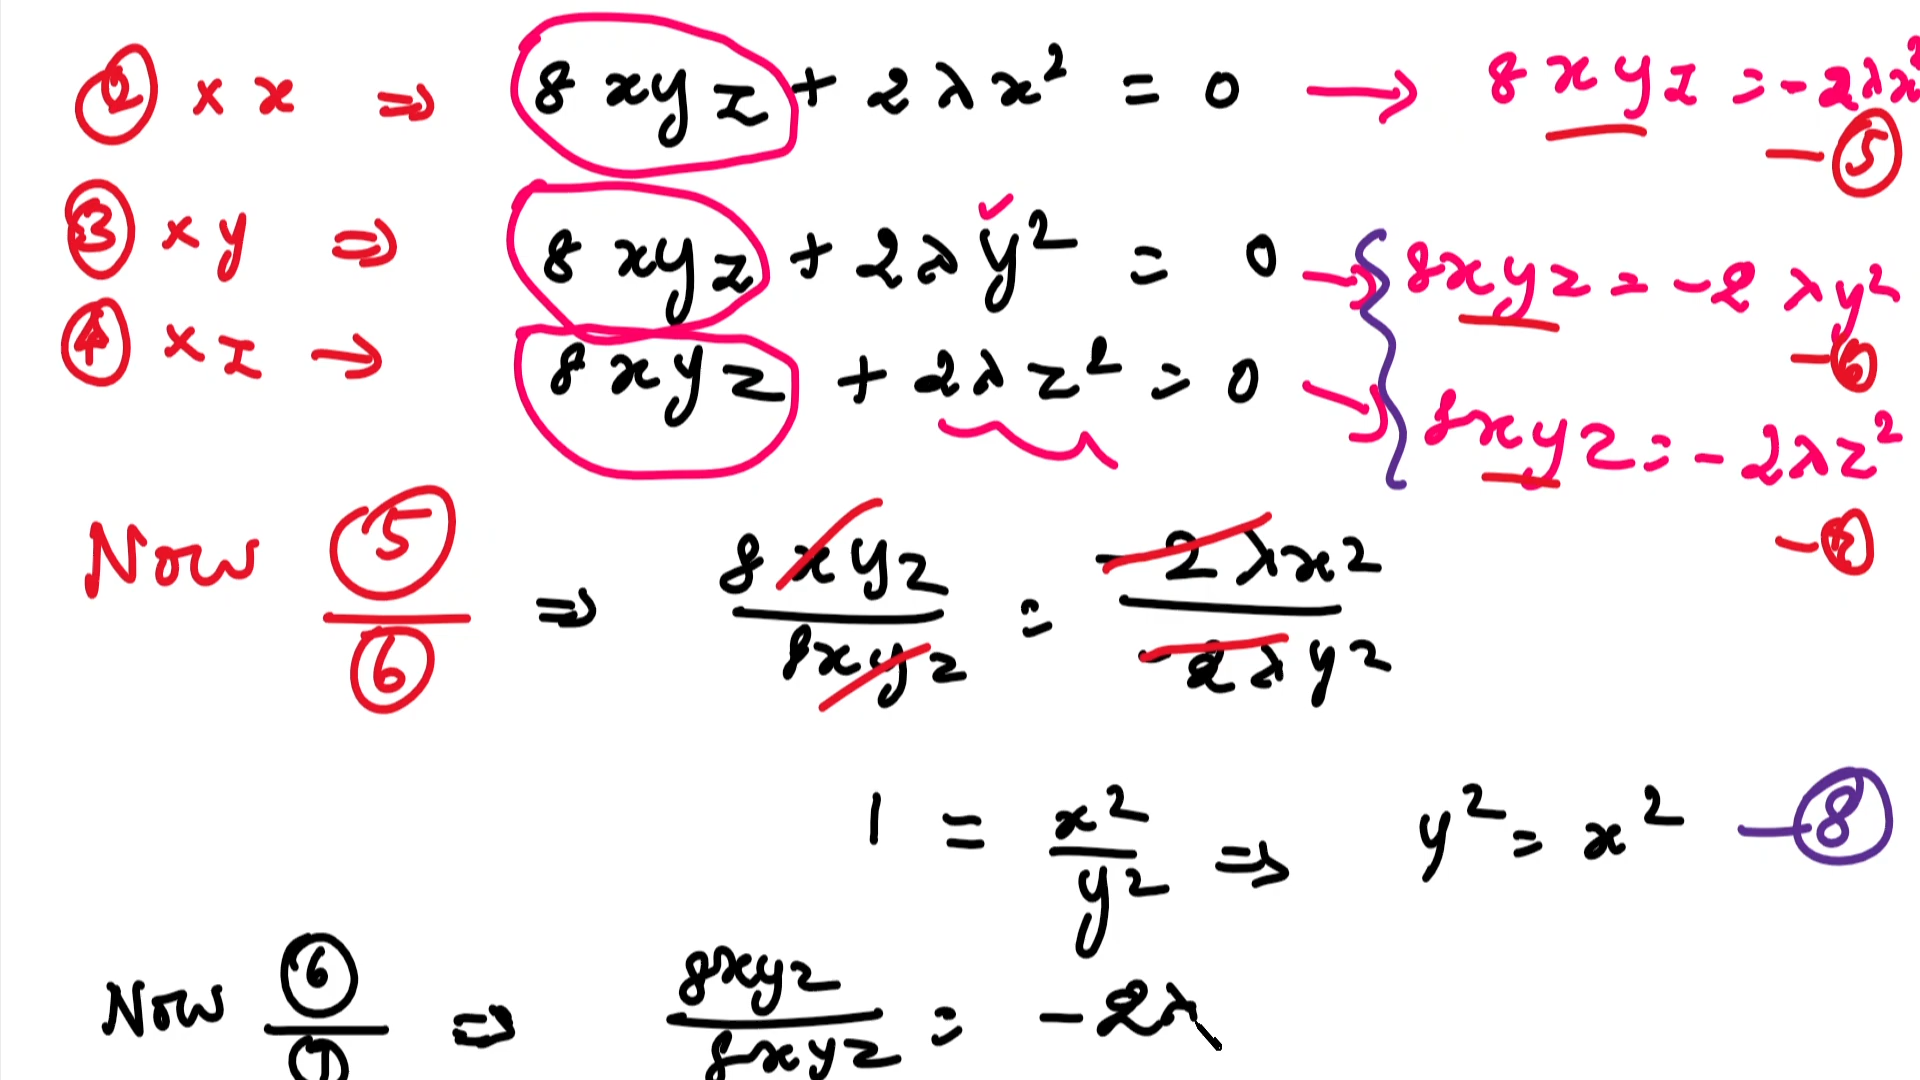 ② × x ⇒ 8xyz + 2λx² = 0 → 8xyz = -2λx² — ⑤
③ × y ⇒ 8xyz + 2λy² = 0 → 8xyz = -2λy² — ⑥
④ × z → 8xyz + 2λz² = 0 → 8xyz = -2λz² — ⑦
Now ⑤/⑥ ⇒ 8xyz/8xyz = -2λx²/-2λy²
1 = x²/y² ⇒ y² = x² — ⑧
Now ⑥/⑦ ⇒ 8xyz/8xyz = -2λ